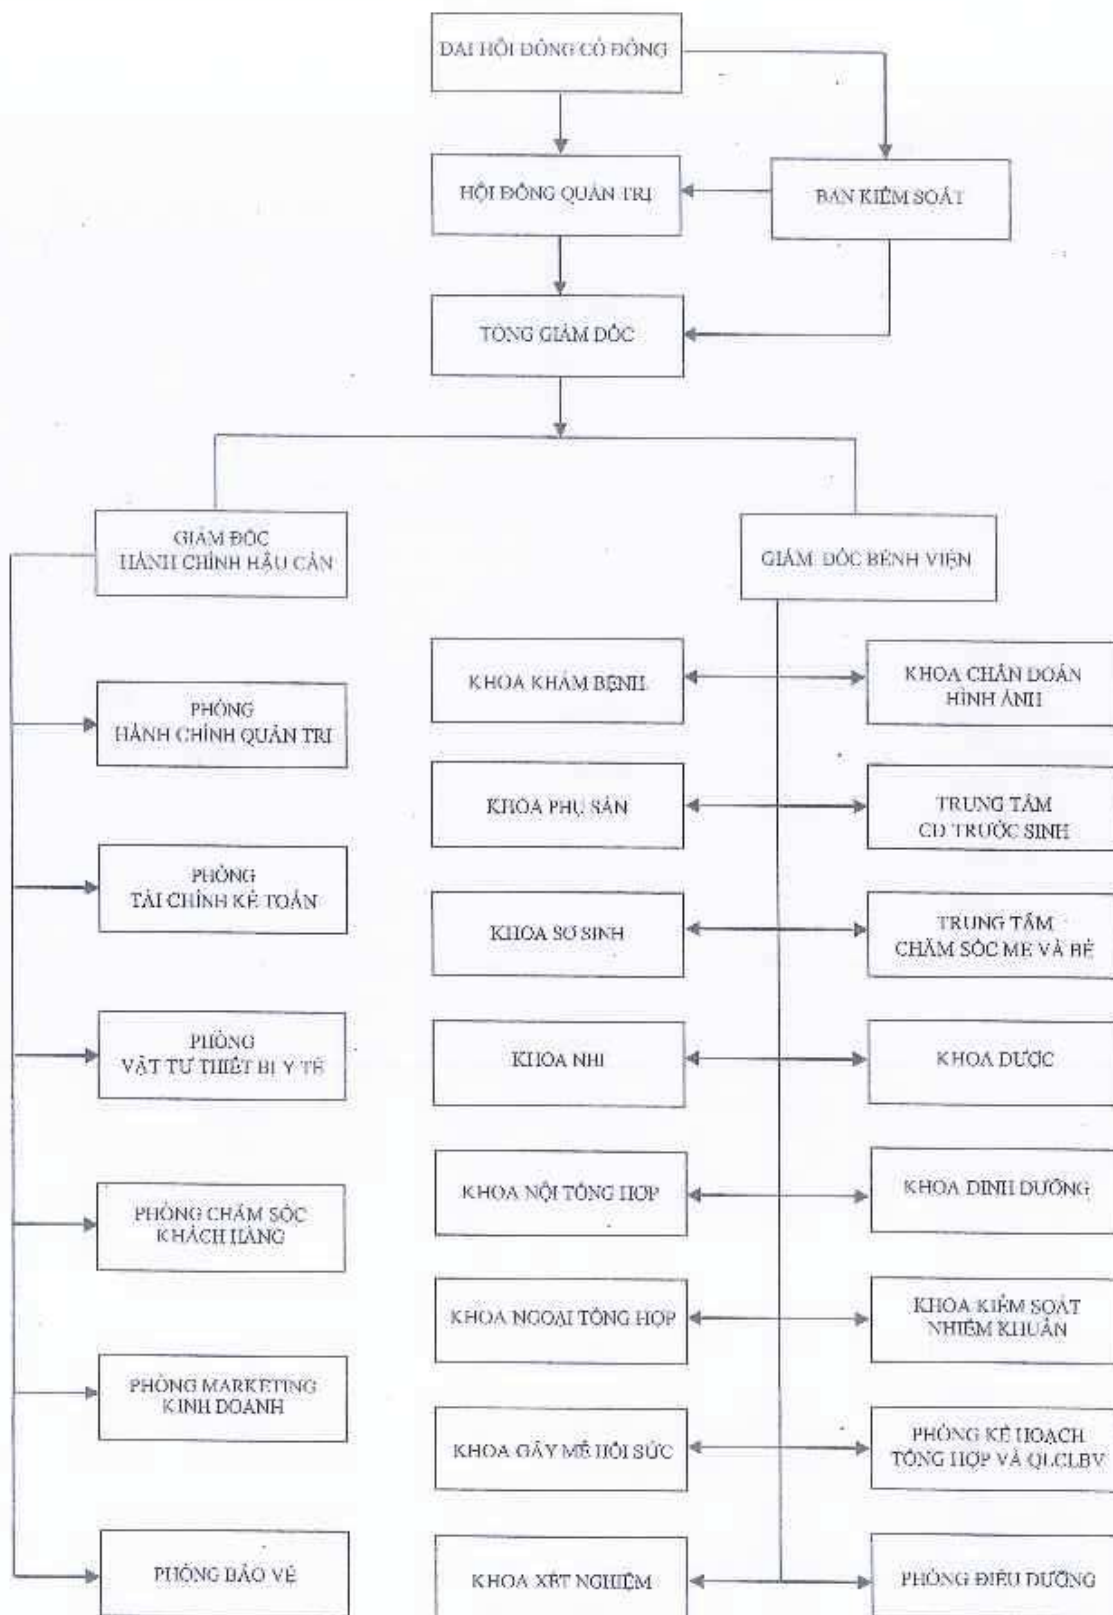 ĐẠI HỘI ĐỒNG CỔ ĐÔNG
HỘI ĐỒNG QUẢN TRỊ
BAN KIỂM SOÁT
TỔNG GIÁM ĐỐC
GIÁM ĐỐC
HÀNH CHÍNH HẬU CẦN
GIÁM ĐỐC BỆNH VIỆN
PHÒNG
HÀNH CHÍNH QUẢN TRỊ
PHÒNG
TÀI CHÍNH KẾ TOÁN
PHÒNG
VẬT TƯ THIẾT BỊ Y TẾ
PHÒNG CHĂM SÓC
KHÁCH HÀNG
PHÒNG MARKETING
KINH DOANH
PHÒNG BẢO VỆ
KHOA KHÁM BỆNH
KHOA CHẨN ĐOÁN
HÌNH ẢNH
KHOA PHỤ SẢN
TRUNG TÂM
CĐ TRƯỚC SINH
KHOA SƠ SINH
TRUNG TÂM
CHĂM SÓC MẸ VÀ BÉ
KHOA NHI
KHOA DƯỢC
KHOA NỘI TỔNG HỢP
KHOA DINH DƯỠNG
KHOA NGOẠI TỔNG HỢP
KHOA KIỂM SOÁT
NHIỄM KHUẨN
KHOA GÂY MÊ HỒI SỨC
PHÒNG KẾ HOẠCH
TỔNG HỢP VÀ QLCLBV
KHOA XÉT NGHIỆM
PHÒNG ĐIỀU DƯỠNG